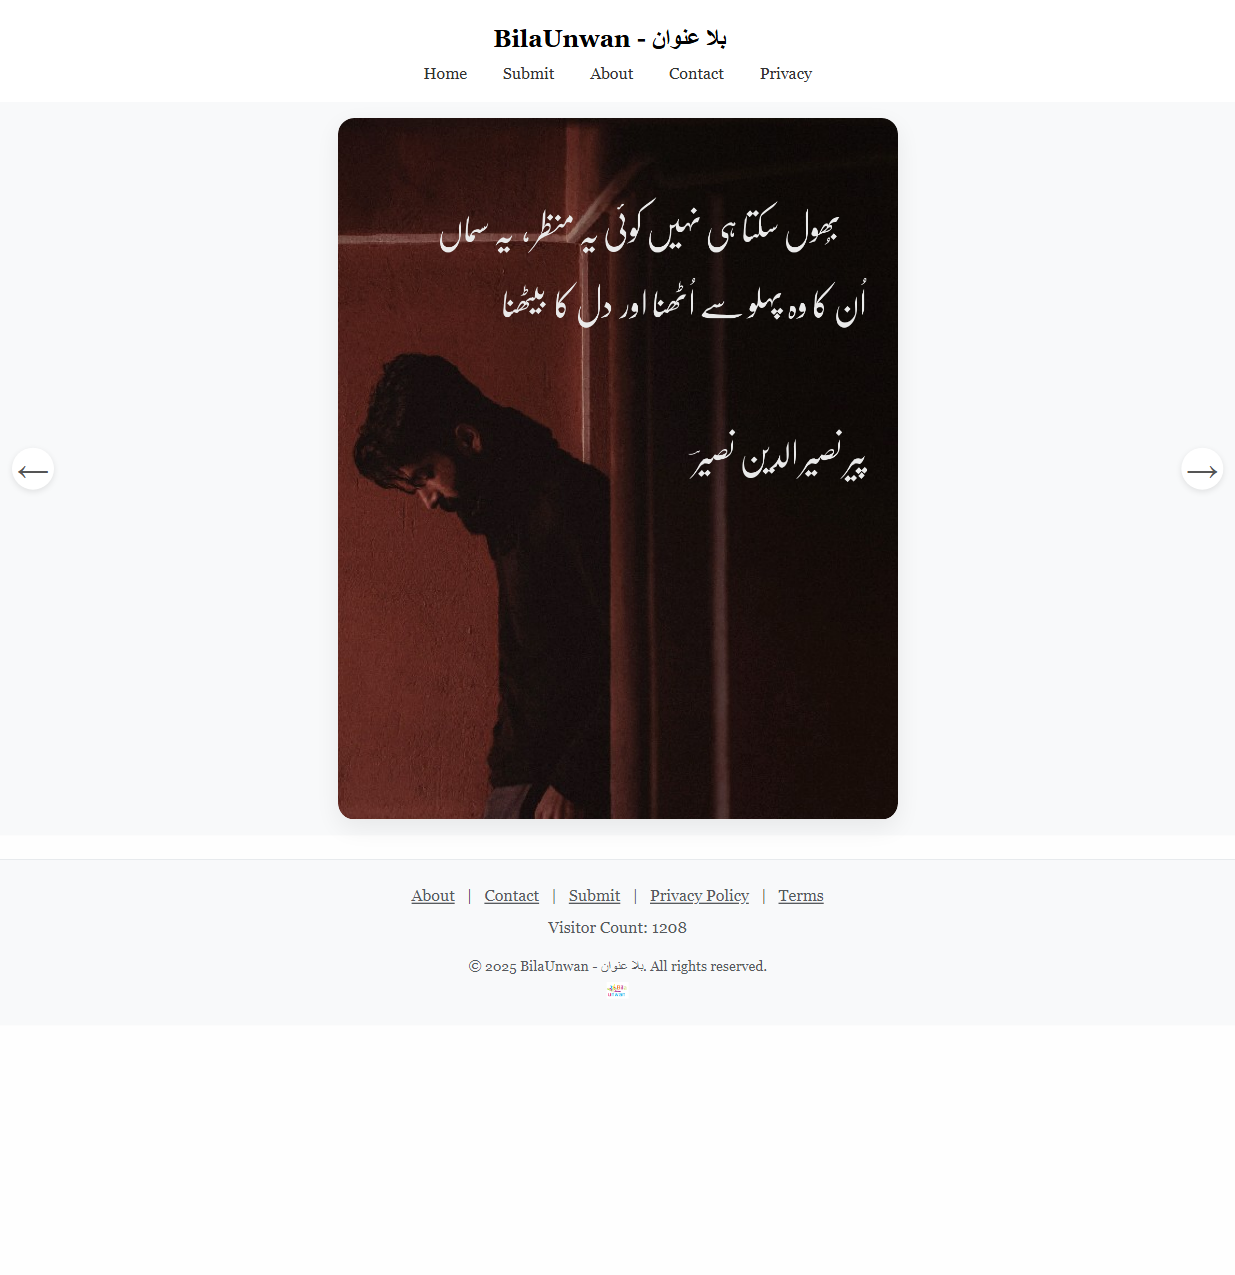 BilaUnwan - بلا عنوان
Home Submit About Contact Privacy
بھُول سکتا ہی نہیں کوئی یہ منظر، یہ سماں
اُن کا وہ پہلو سے اُٹھنا اور دل کا بیٹھنا
پیر نصیر الدین نصیرؔ
←
→
About | Contact | Submit | Privacy Policy | Terms
Visitor Count: 1208
© 2025 BilaUnwan - بلا عنوان. All rights reserved.